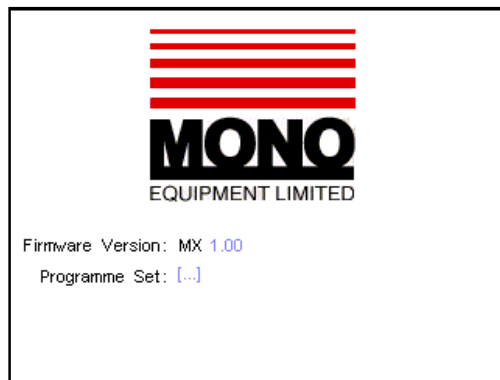 MONO
EQUIPMENT LIMITED
Firmware Version: MX 1.00
Programme Set: [...]